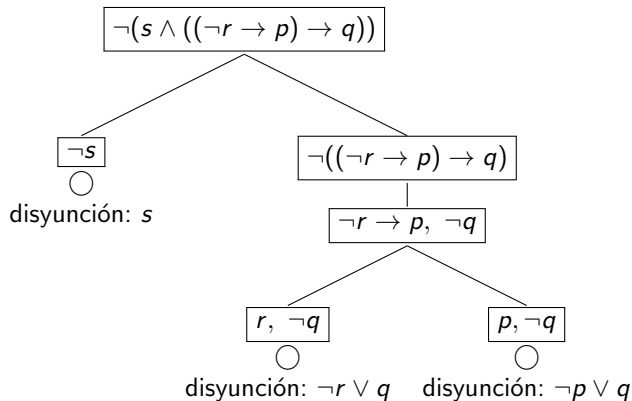 ¬(s ∧ ((¬r → p) → q))
¬s
¬((¬r → p) → q)
disyunción: s
¬r → p, ¬q
r, ¬q
p, ¬q
disyunción: ¬r ∨ q
disyunción: ¬p ∨ q